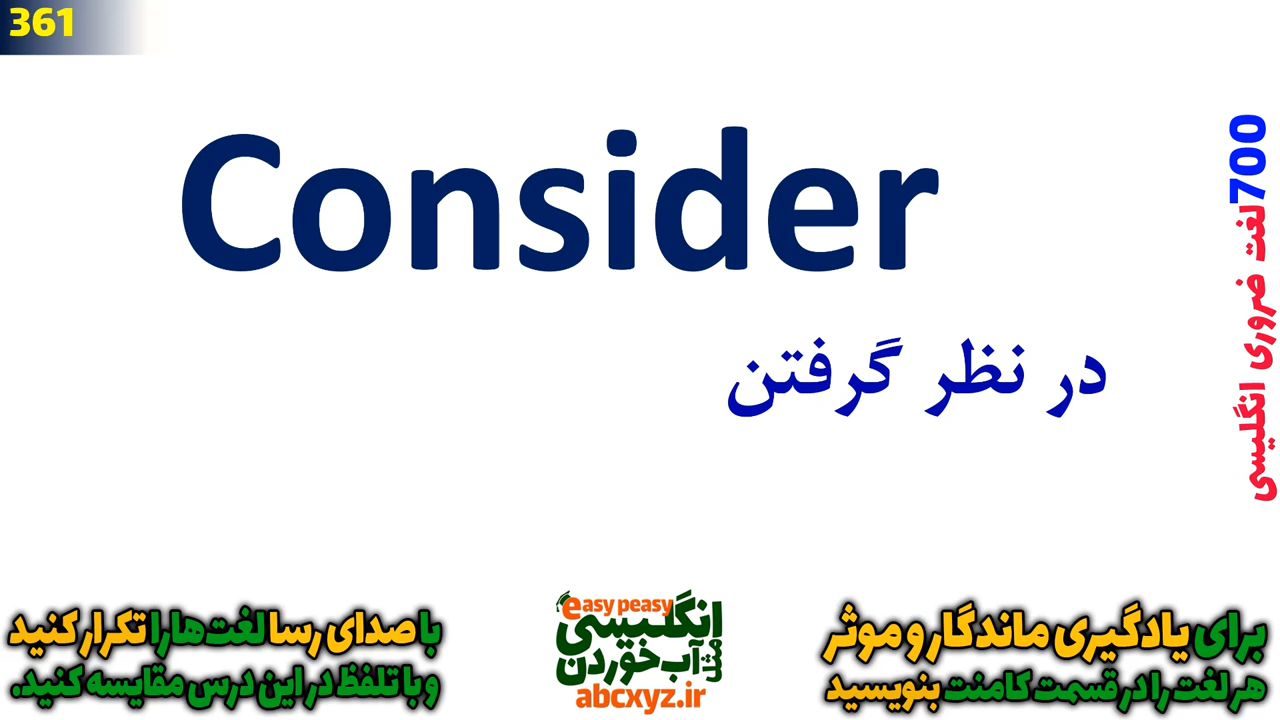 361
Consider
در نظر گرفتن
700 لغت ضروری انگلیسی
برای یادگیری ماندگار و موثر
هر لغت را در قسمت کامنت بنویسید
easy peasy
انگلیسی
مثل آب خوردن
abcxyz.ir
با صدای رسا لغت‌ها را تکرار کنید
و با تلفظ در این درس مقایسه کنید.